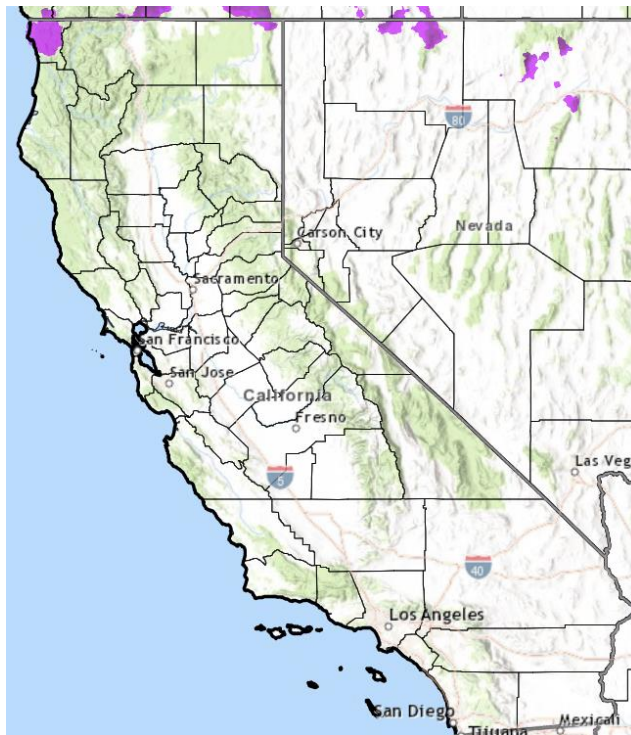 80
Carson City
Nevada
Sacramento
San Francisco
San Jose
California
Fresno
Las Veg
5
40
Los Angeles
San Diego
Tijuana
Mexicali